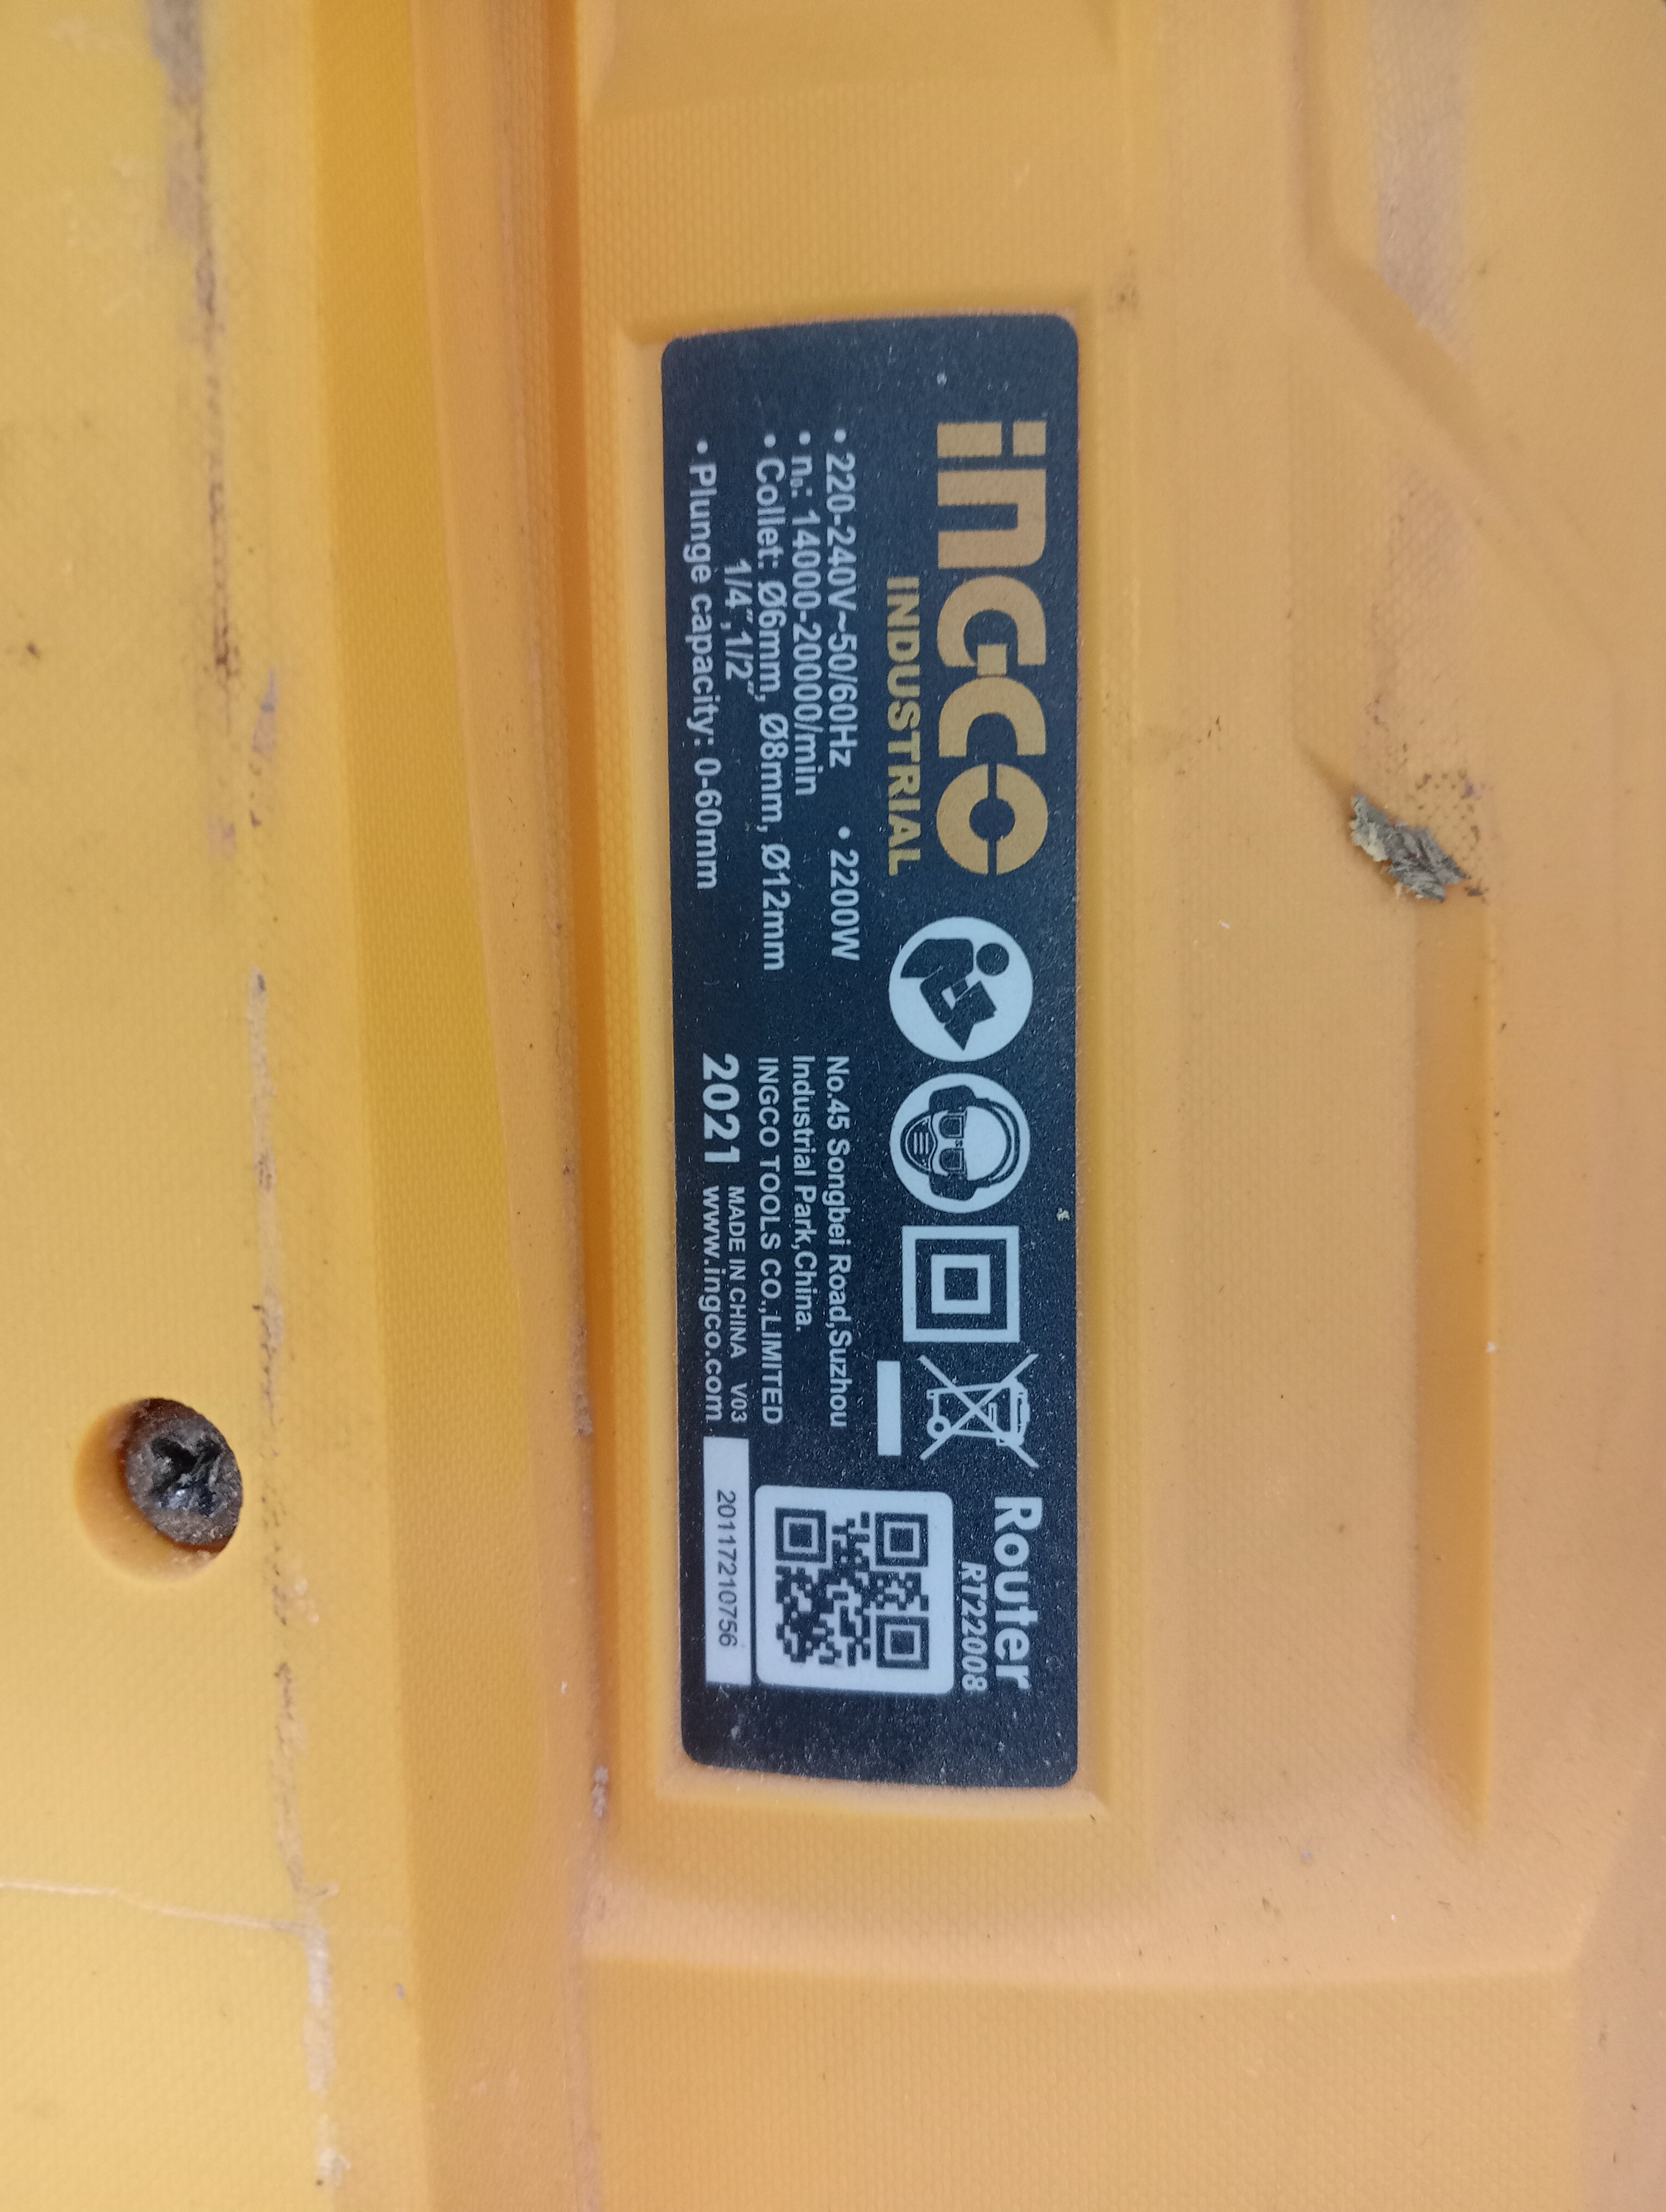 INGCO
INDUSTRIAL
• 220-240V~50/60Hz • 2200W
• n₀: 14000-20000/min
• Collet: Ø6mm, Ø8mm, Ø12mm
1/4",1/2"
• Plunge capacity: 0-60mm
No.45 Songbei Road,Suzhou
Industrial Park,China.
INGCO TOOLS CO.,LIMITED
MADE IN CHINA V03
2021 www.ingco.com
Router
RT22008
20117210756